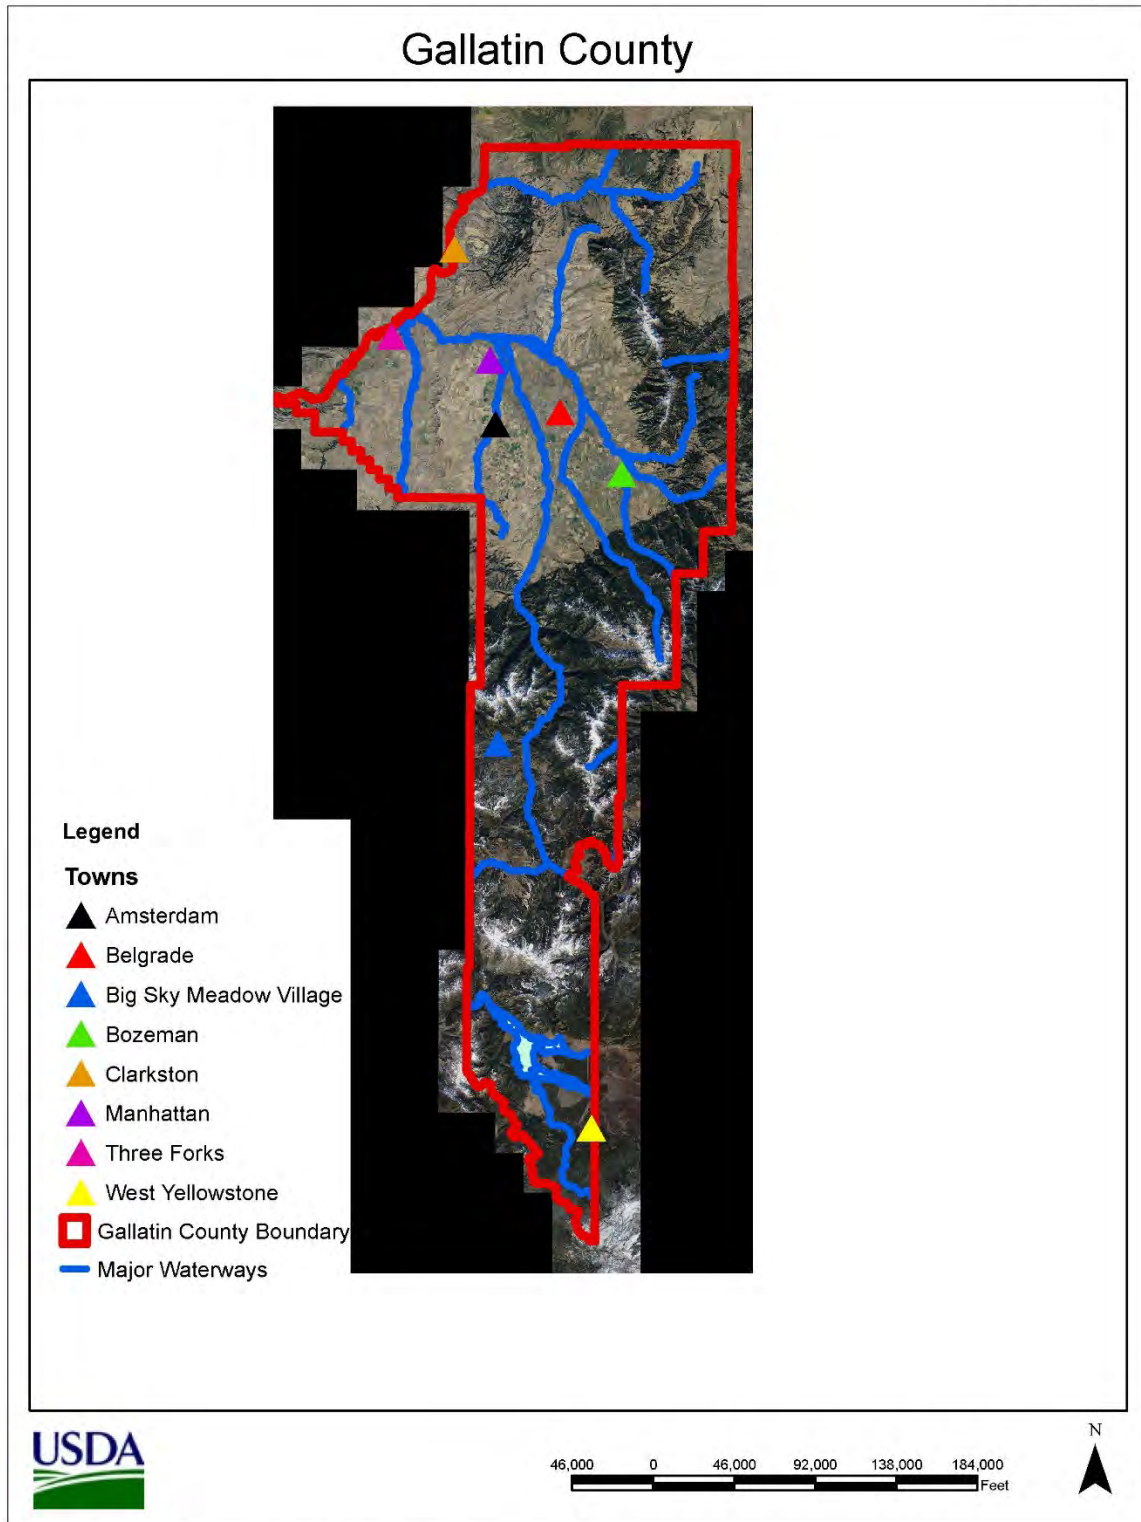 Gallatin County
Legend
Towns
Amsterdam
Belgrade
Big Sky Meadow Village
Bozeman
Clarkston
Manhattan
Three Forks
West Yellowstone
Gallatin County Boundary
Major Waterways
USDA
46,000 0 46,000 92,000 138,000 184,000
Feet
N